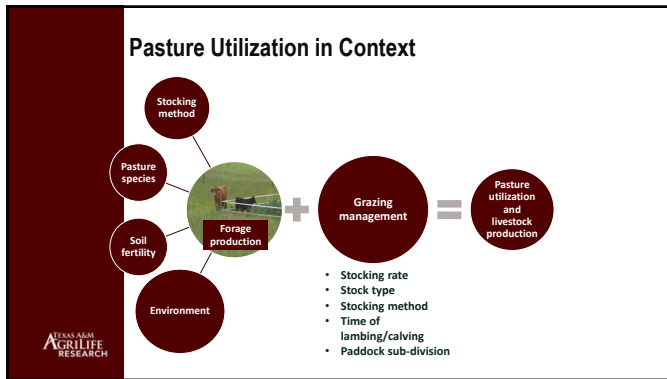 Pasture Utilization in Context
Stocking
method
Pasture
species
Soil
fertility
Environment
Forage
production
Grazing
management
• Stocking rate
• Stock type
• Stocking method
• Time of
lambing/calving
• Paddock sub-division
Pasture
utilization
and
livestock
production
TEXAS A&M
AGRILIFE
RESEARCH